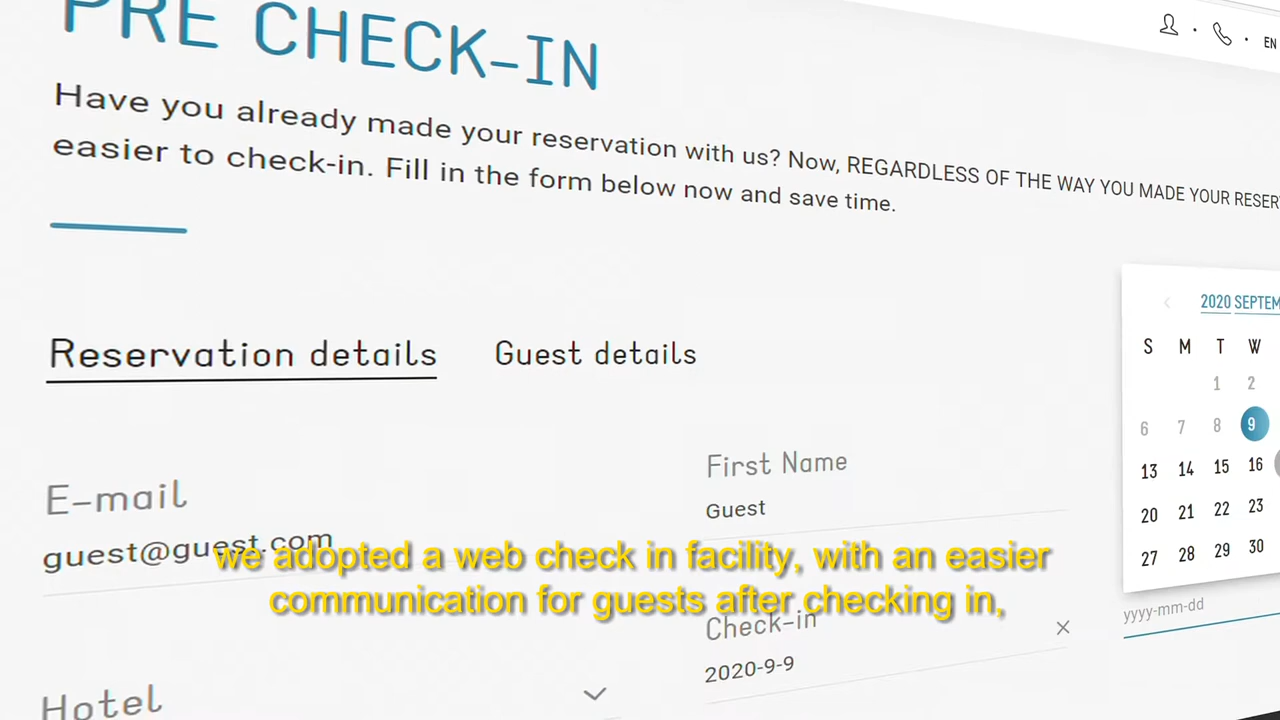 EN
PRE CHECK-IN
Have you already made your reservation with us? Now, REGARDLESS OF THE WAY YOU MADE YOUR
easier to check-in. Fill in the form below now and save time.
Reservation details
Guest details
E-mail
guest@guest.com
Hotel
First Name
Guest
Check-in
2020-9-9
2020
S M T W
1 2
6 7 8 9
13 14 15 16
20 21 22 23
27 28 29 30
yyyy-mm-dd
we adopted a web check in facility, with an easier
communication for guests after checking in,